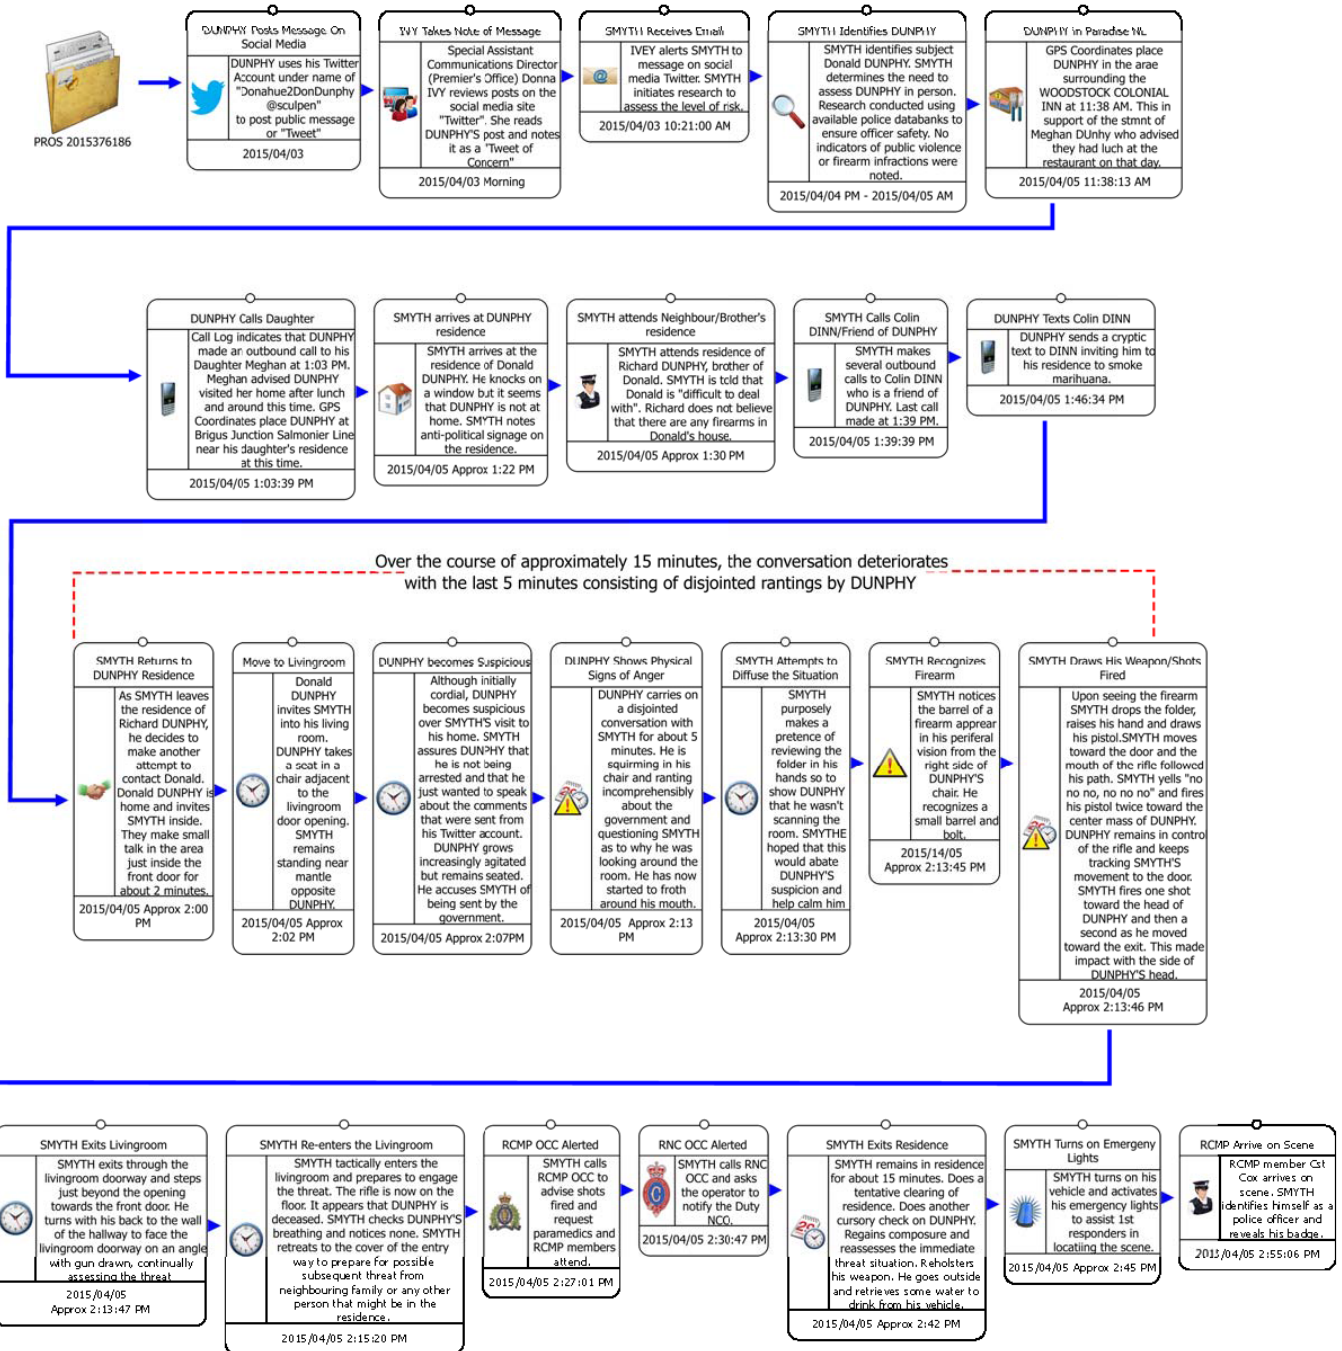 PROS 2015376186
DUNPHY Posts Message On
Social Media
DUNPHY uses his Twitter
Account under name of
"Donahue2DonDunphy
@sculpen"
to post public message
or "Tweet"
2015/04/03
IVY Takes Note of Message
Special Assistant
Communications Director
(Premier's Office) Donna
IVY reviews posts on the
social media site
"Twitter". She reads
DUNPHY'S post and notes
it as a "Tweet of
Concern"
2015/04/03 Morning
SMYTH Receives Email
IVEY alerts SMYTH to
message on social
media Twitter. SMYTH
initiates research to
assess the level of risk.
2015/04/03 10:21:00 AM
SMYTH Identifies DUNPHY
SMYTH identifies subject
Donald DUNPHY. SMYTH
determines the need to
assess DUNPHY in person.
Research conducted using
available police databanks to
ensure officer safety. No
indicators of public violence
or firearm infractions were
noted.
2015/04/04 PM - 2015/04/05 AM
DUNPHY in Paradise NL
GPS Coordinates place
DUNPHY in the arae
surrounding the
WOODSTOCK COLONIAL
INN at 11:38 AM. This in
support of the stmnt of
Meghan DUnhy who advised
they had luch at the
restaurant on that day.
2015/04/05 11:38:13 AM
DUNPHY Calls Daughter
Call Log indicates that DUNPHY
made an outbound call to his
Daughter Meghan at 1:03 PM.
Meghan advised DUNPHY
visited her home after lunch
and around this time. GPS
Coordinates place DUNPHY at
Brigus Junction Salmonier Line
near his daughter's residence
at this time.
2015/04/05 1:03:39 PM
SMYTH arrives at DUNPHY
residence
SMYTH arrives at the
residence of Donald
DUNPHY. He knocks on
a window but it seems
that DUNPHY is not at
home. SMYTH notes
anti-political signage on
the residence.
2015/04/05 Approx 1:22 PM
SMYTH attends Neighbour/Brother's
residence
SMYTH attends residence of
Richard DUNPHY, brother of
Donald. SMYTH is told that
Donald is "difficult to deal
with". Richard does not believe
that there are any firearms in
Donald's house.
2015/04/05 Approx 1:30 PM
SMYTH Calls Colin
DINN/Friend of DUNPHY
SMYTH makes
several outbound
calls to Colin DINN
who is a friend of
DUNPHY. Last call
made at 1:39 PM.
2015/04/05 1:39:39 PM
DUNPHY Texts Colin DINN
DUNPHY sends a cryptic
text to DINN inviting him to
his residence to smoke
marihuana.
2015/04/05 1:46:34 PM
Over the course of approximately 15 minutes, the conversation deteriorates
with the last 5 minutes consisting of disjointed rantings by DUNPHY
SMYTH Returns to
DUNPHY Residence
As SMYTH leaves
the residence of
Richard DUNPHY,
he decides to
make another
attempt to
contact Donald.
Donald DUNPHY is
home and invites
SMYTH inside.
They make small
talk in the area
just inside the
front door for
about 2 minutes.
2015/04/05 Approx 2:00
PM
Move to Livingroom
Donald
DUNPHY
invites SMYTH
into his living
room.
DUNPHY takes
a seat in a
chair adjacent
to the
livingroom
door opening.
SMYTH
remains
standing near
mantle
opposite
DUNPHY.
2015/04/05 Approx
2:02 PM
DUNPHY becomes Suspicious
Although initially
cordial, DUNPHY
becomes suspicious
over SMYTH'S visit to
his home. SMYTH
assures DUNPHY that
he is not being
arrested and that he
just wanted to speak
about the comments
that were sent from
his Twitter account.
DUNPHY grows
increasingly agitated
but remains seated.
He accuses SMYTH of
being sent by the
government.
2015/04/05 Approx 2:07PM
DUNPHY Shows Physical
Signs of Anger
DUNPHY carries on
a disjointed
conversation with
SMYTH for about 5
minutes. He is
squirming in his
chair and ranting
incomprehensibly
about the
government and
questioning SMYTH
as to why he was
looking around the
room. He has now
started to froth
around his mouth.
2015/04/05 Approx 2:13
PM
SMYTH Attempts to
Diffuse the Situation
SMYTH
purposely
makes a
pretence of
reviewing the
folder in his
hands so to
show DUNPHY
that he wasn't
scanning the
room. SMYTHE
hoped that this
would abate
DUNPHY'S
suspicion and
help calm him
2015/04/05
Approx 2:13:30 PM
SMYTH Recognizes
Firearm
SMYTH notices
the barrel of a
firearm apprear
in his periferal
vision from the
right side of
DUNPHY'S
chair. He
recognizes a
small barrel and
bolt.
2015/14/05
Approx 2:13:45 PM
SMYTH Draws His Weapon/Shots
Fired
Upon seeing the firearm
SMYTH drops the folder,
raises his hand and draws
his pistol.SMYTH moves
toward the door and the
mouth of the rifle followed
his path. SMYTH yells "no
no no, no no no" and fires
his pistol twice toward the
center mass of DUNPHY.
DUNPHY remains in control
of the rifle and keeps
tracking SMYTH'S
movement to the door.
SMYTH fires one shot
toward the head of
DUNPHY and then a
second as he moved
toward the exit. This made
impact with the side of
DUNPHY'S head.
2015/04/05
Approx 2:13:46 PM
SMYTH Exits Livingroom
SMYTH exits through the
livingroom doorway and steps
just beyond the opening
towards the front door. He
turns with his back to the wall
of the hallway to face the
livingroom doorway on an angle
with gun drawn, continually
assessing the threat
2015/04/05
Approx 2:13:47 PM
SMYTH Re-enters the Livingroom
SMYTH tactically enters the
livingroom and prepares to engage
the threat. The rifle is now on the
floor. It appears that DUNPHY is
deceased. SMYTH checks DUNPHY'S
breathing and notices none. SMYTH
retreats to the cover of the entry
way to prepare for possible
subsequent threat from
neighbouring family or any other
person that might be in the
residence.
2015/04/05 2:15:20 PM
RCMP OCC Alerted
SMYTH calls
RCMP OCC to
advise shots
fired and
request
paramedics and
RCMP members
attend.
2015/04/05 2:27:01 PM
RNC OCC Alerted
SMYTH calls RNC
OCC and asks
the operator to
notify the Duty
NCO.
2015/04/05 2:30:47 PM
SMYTH Exits Residence
SMYTH remains in residence
for about 15 minutes. Does a
tentative clearing of
residence. Does another
cursory check on DUNPHY.
Regains composure and
reassesses the immediate
threat situation. Reholsters
his weapon. He goes outside
and retrieves some water to
drink from his vehicle.
2015/04/05 Approx 2:42 PM
SMYTH Turns on Emergeny
Lights
SMYTH turns on his
vehicle and activates
his emergency lights
to assist 1st
responders in
locatiing the scene.
2015/04/05 Approx 2:45 PM
RCMP Arrive on Scene
RCMP member Cst
Cox arrives on
scene. SMYTH
identifies himself as a
police officer and
reveals his badge.
2015/04/05 2:55:06 PM